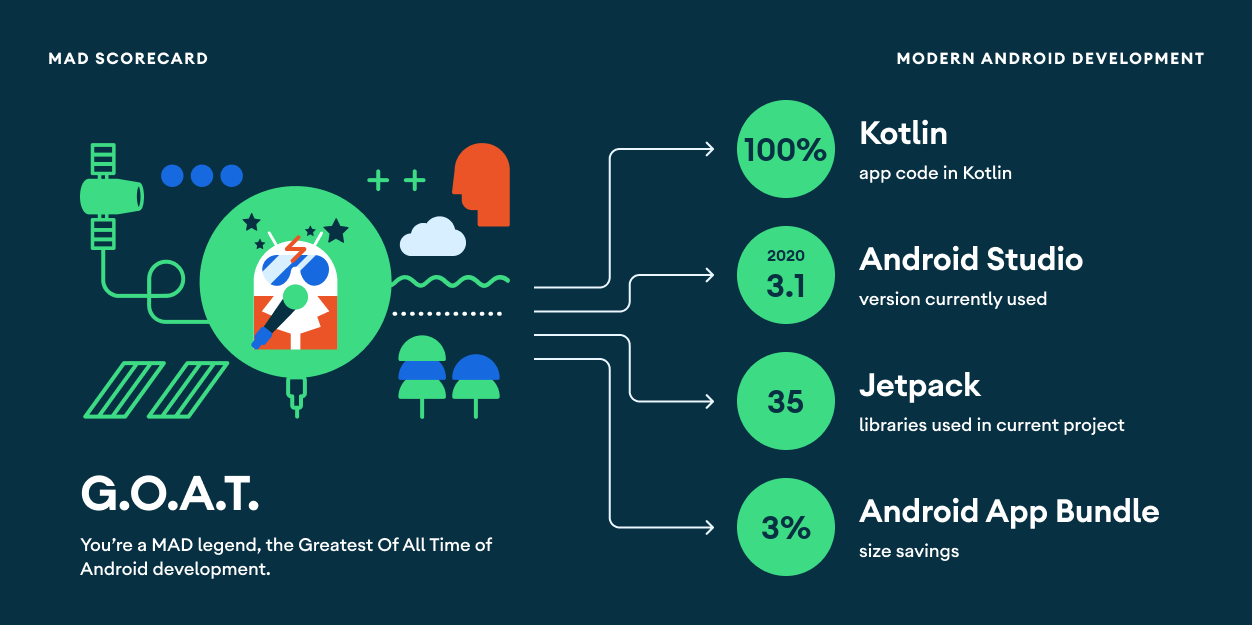 MAD SCORECARD
MODERN ANDROID DEVELOPMENT
100%
Kotlin
app code in Kotlin
2020
3.1
Android Studio
version currently used
35
Jetpack
libraries used in current project
3%
Android App Bundle
size savings
G.O.A.T.
You’re a MAD legend, the Greatest Of All Time of
Android development.